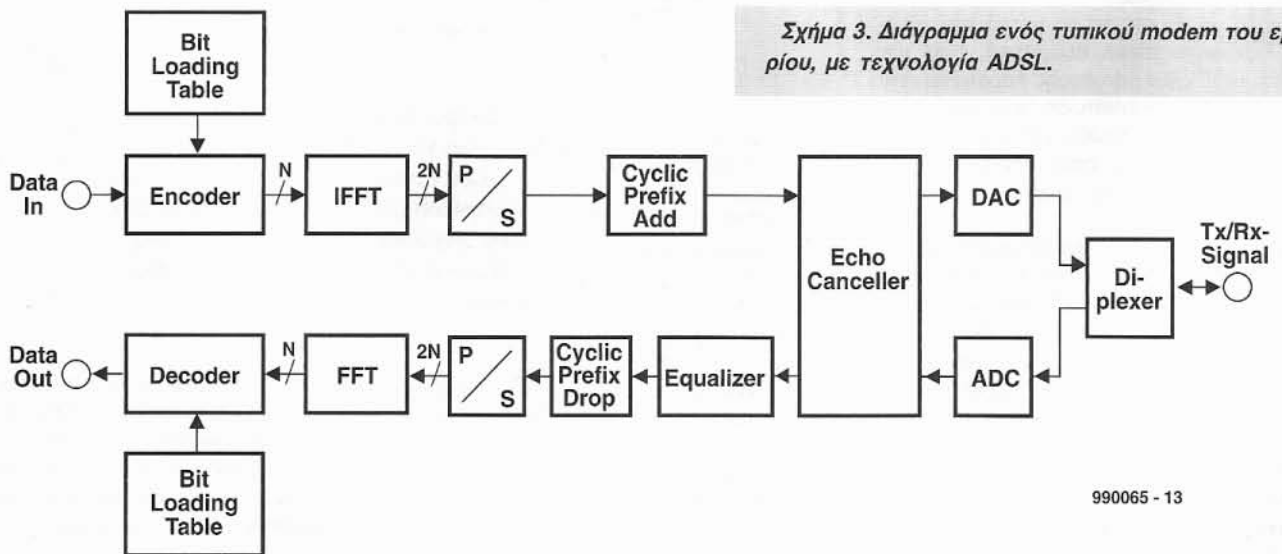 Σχήμα 3. Διάγραμμα ενός τυπικού modem του
ρίου, με τεχνολογία ADSL.
Bit
Loading
Table
Data
In
Encoder
N
IFFT
2N
P
S
Cyclic
Prefix
Add
Echo
Canceller
DAC
Di-
plexer
Tx/Rx-
Signal
Data
Out
Decoder
N
FFT
2N
P
S
Cyclic
Prefix
Drop
Equalizer
ADC
Bit
Loading
Table
990065 - 13